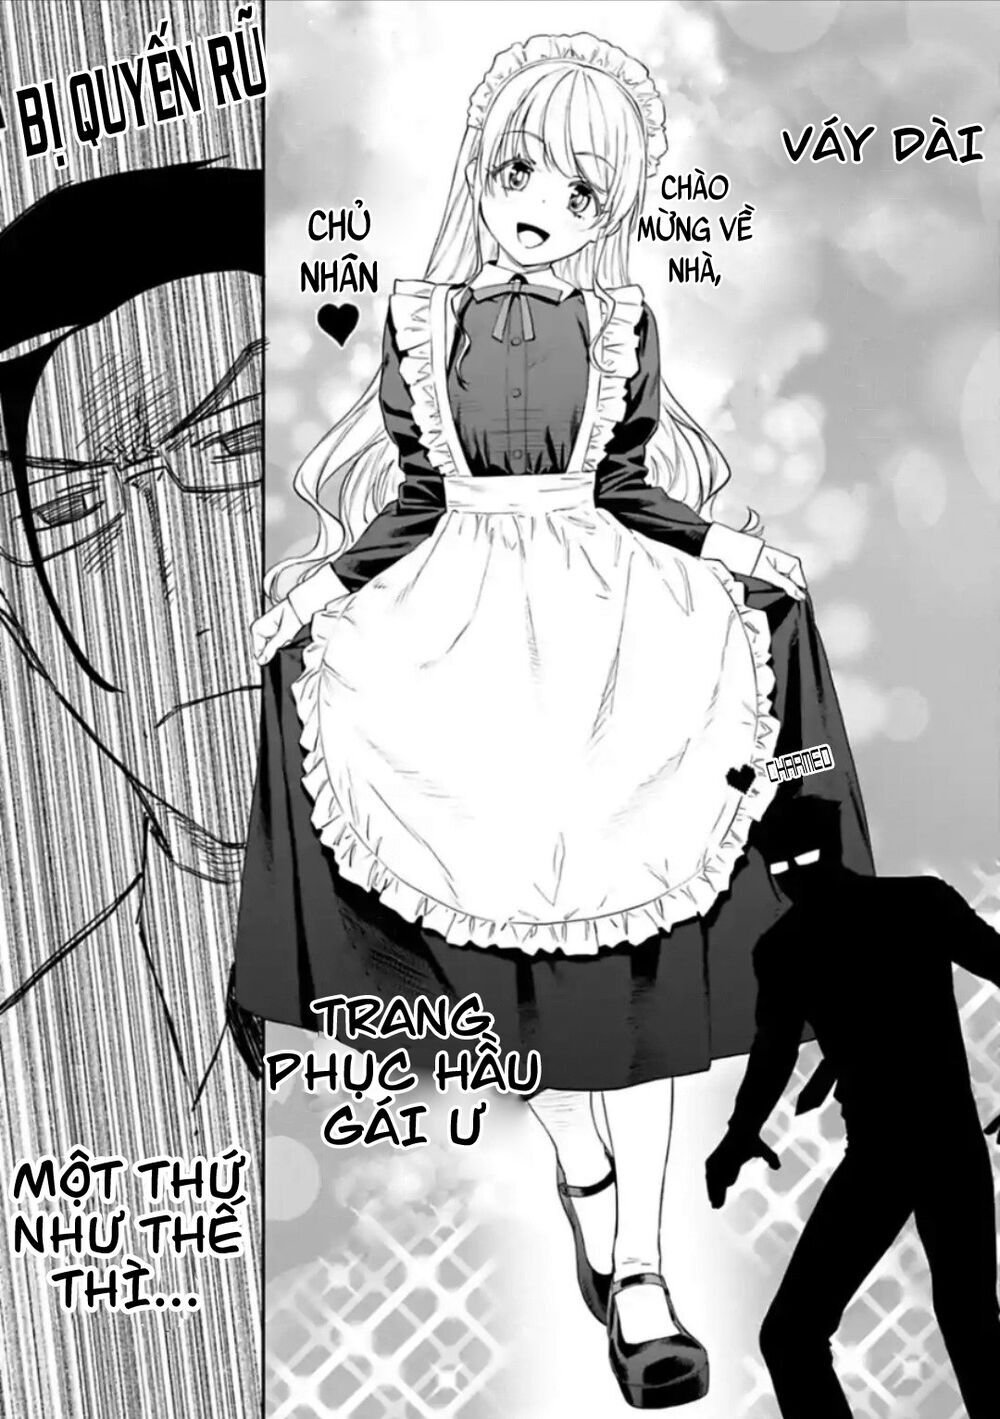 VÁY DÀI
CHÀO
MỪNG VỀ
NHÀ,
CHỦ
NHÂN
CHARMED
TRANG
PHỤC HẦU
GÁI Ư
BỊ QUYẾN RŨ
MỘT THỨ
NHƯ THẾ
THÌ...